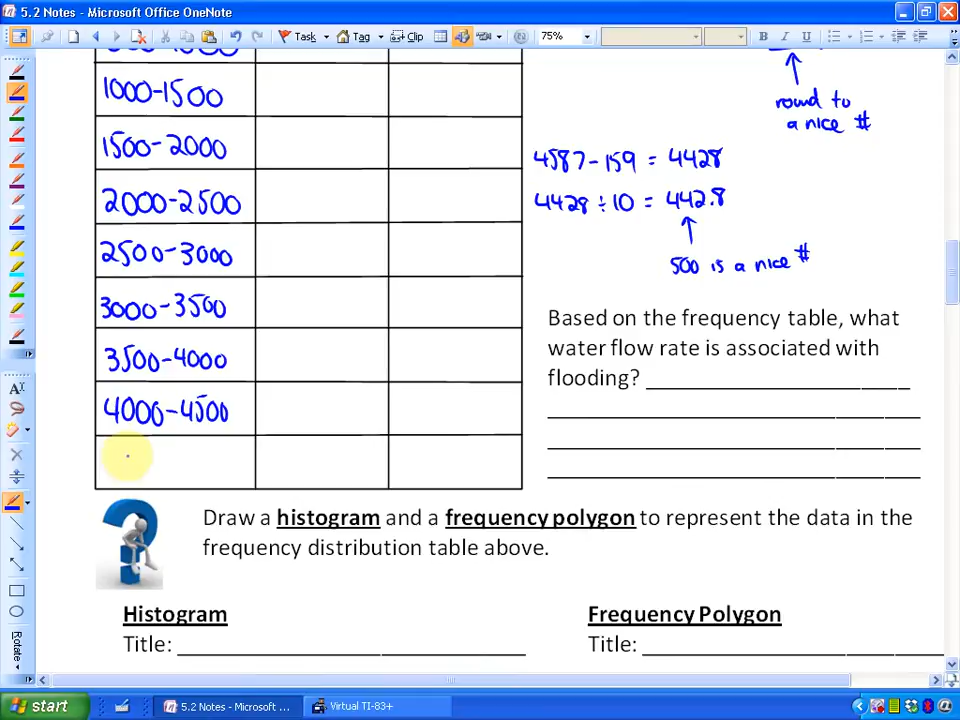 5.2 Notes - Microsoft Office OneNote
Task
Tag
Clip
75%
B I U
1000-1500
1500-2000
2000-2500
2500-3000
3000-3500
3500-4000
4000-4500
round to
a nice #
4587-159 = 4428
4428 ÷ 10 = 442.8
500 is a nice #
Based on the frequency table, what
water flow rate is associated with
flooding?
Draw a histogram and a frequency polygon to represent the data in the
frequency distribution table above.
Histogram
Title:
Frequency Polygon
Title:
Rotate
start
5.2 Notes - Microsoft ...
Virtual TI-83+